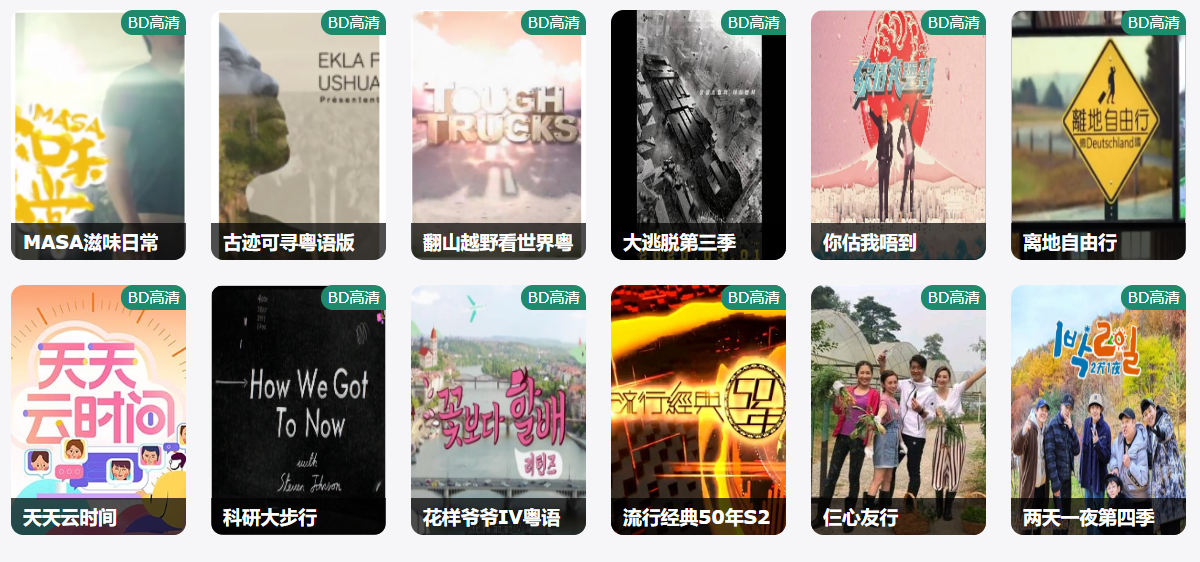 BD高清
BD高清
BD高清
BD高清
BD高清
BD高清
MASA
滋味
日常
EKLA F
USHUA
Présentent
TOUGH
TRUCKS
你估我唔到
離地自由行
Deutschland
MASA滋味日常
古迹可寻粤语版
翻山越野看世界粤
大逃脱第三季
你估我唔到
离地自由行
BD高清
BD高清
BD高清
BD高清
BD高清
BD高清
天天
云时间
How We Got
To Now
with
Steven Johnson
꽃보다 할배
리턴즈
流行經典
50年
1박2일
2天1夜
天天云时间
科研大步行
花样爷爷IV粤语
流行经典50年S2
仨心友行
两天一夜第四季